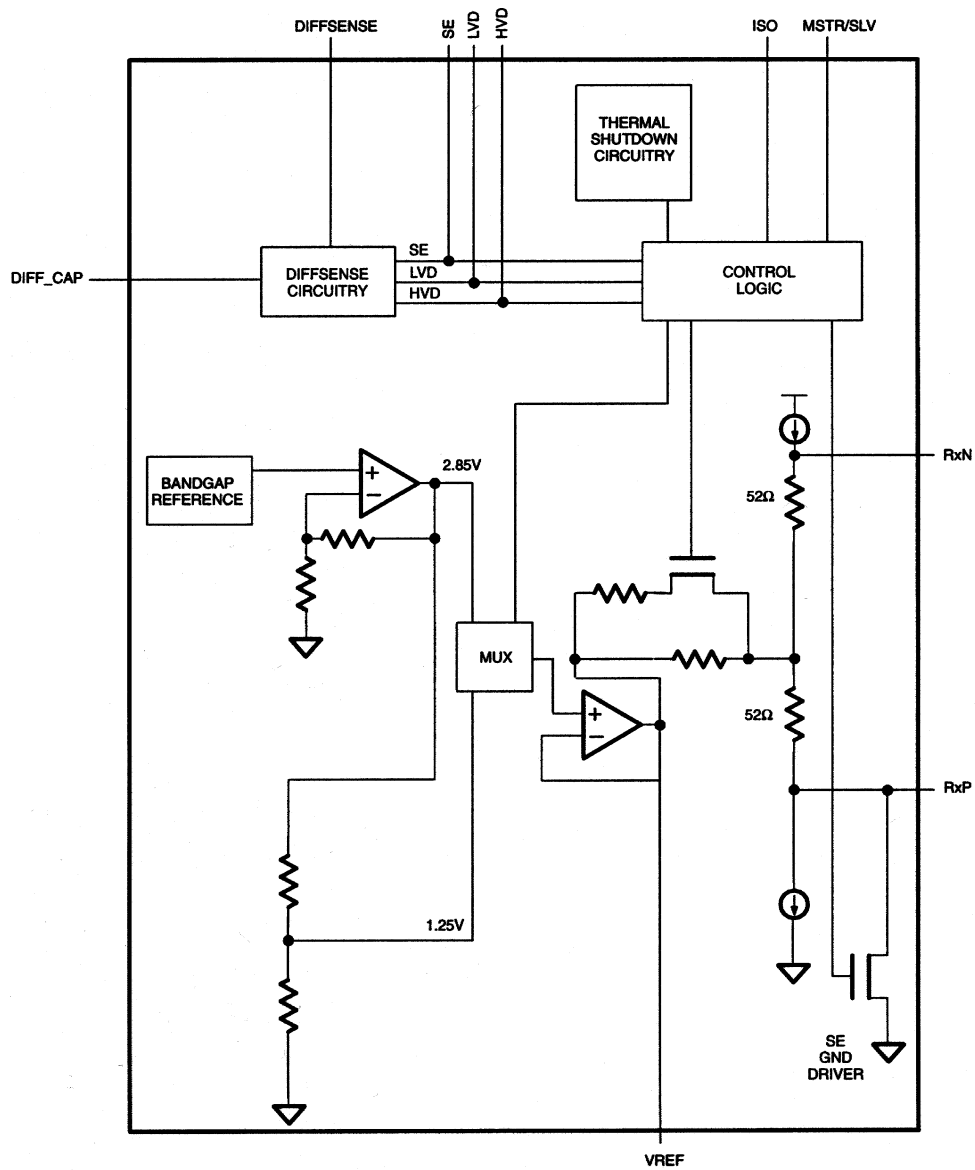 DIFFSENSE
SE
LVD
HVD
ISO
MSTR/SLV
THERMAL
SHUTDOWN
CIRCUITRY
DIFF_CAP
DIFFSENSE
CIRCUITRY
SE
LVD
HVD
CONTROL
LOGIC
RxN
BANDGAP
REFERENCE
+
−
2.85V
52Ω
MUX
+
−
52Ω
RxP
1.25V
SE
GND
DRIVER
VREF